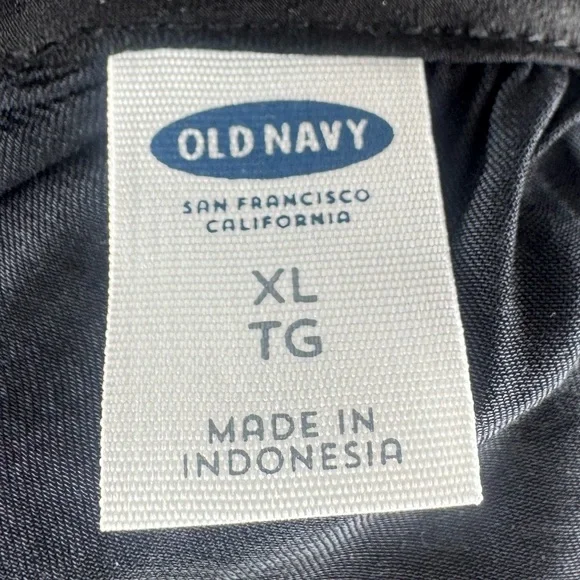 OLD NAVY
SAN FRANCISCO
CALIFORNIA
XL
TG
MADE IN
INDONESIA